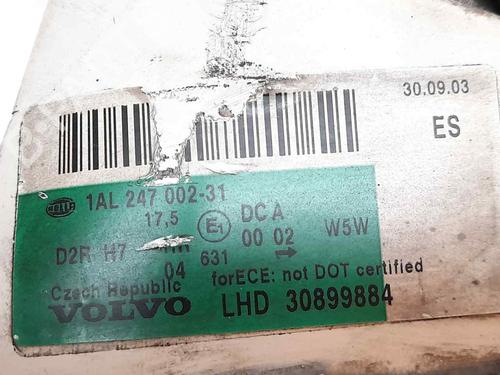 30.09.03
ES
HELLA
1AL 247 002-31
17,5
E1
DC A
00 02
W5W
D2R H7
04
631
→
forECE: not DOT certified
Czech Republic
VOLVO
LHD 30899884